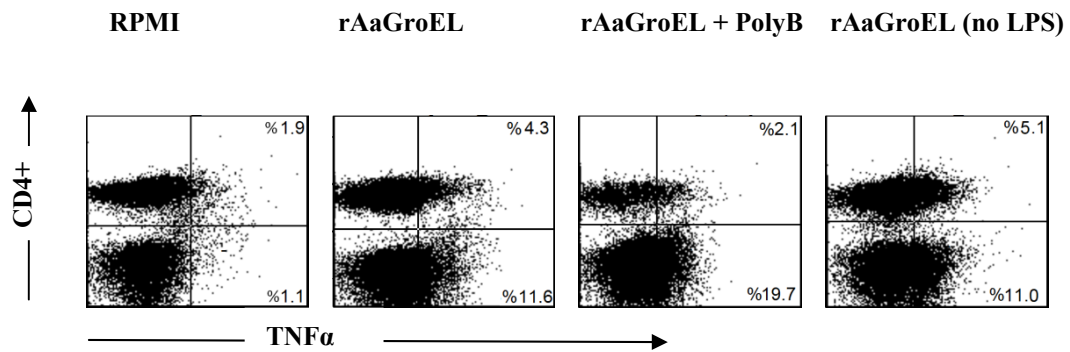 RPMI rAaGroEL rAaGroEL + PolyB rAaGroEL (no LPS)
CD4+
%1.9 %4.3 %2.1 %5.1
%1.1 %11.6 %19.7 %11.0
TNFα